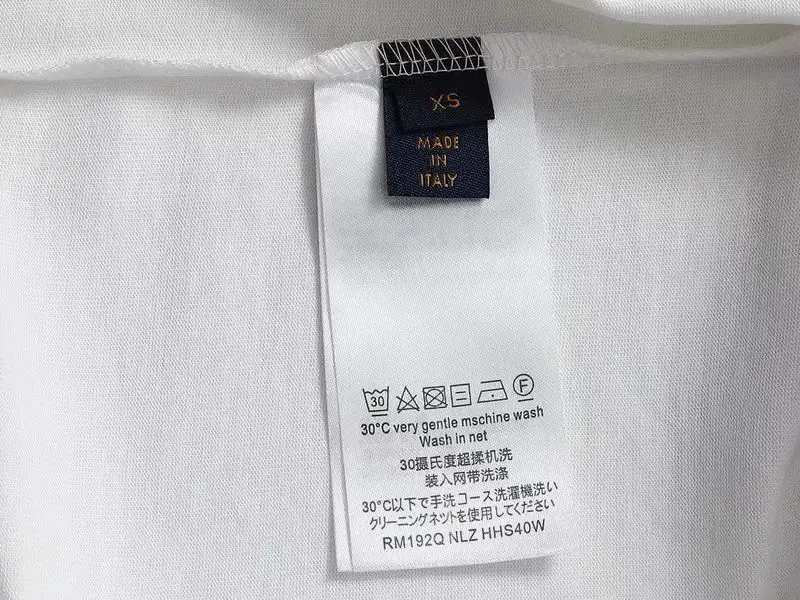 XS
MADE
IN
ITALY
30 F
30°C very gentle mschine wash
Wash in net
30摄氏度超揉机洗
装入网带洗涤
30°C以下で手洗コース洗濯機洗い
クリーニングネットを使用してください
RM192Q NLZ HHS40W